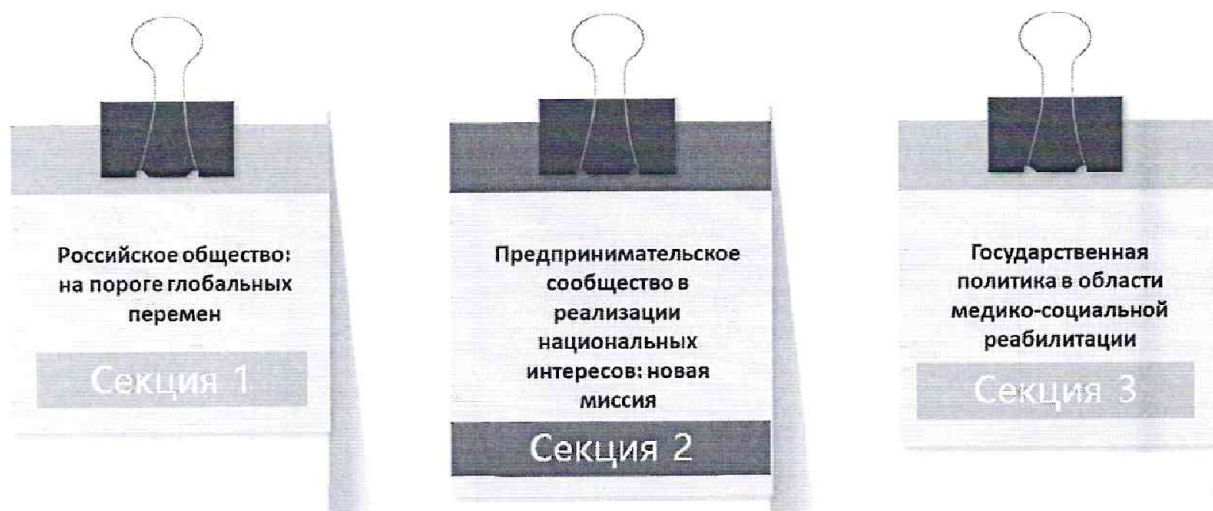 Российское общество:
на пороге глобальных
перемен
Секция 1
Предпринимательское
сообщество в
реализации
национальных
интересов: новая
миссия
Секция 2
Государственная
политика в области
медико-социальной
реабилитации
Секция 3